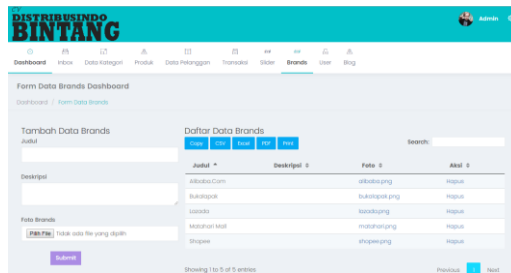 CV
DISTRIBUSINDO
BINTANG
Admin
Dashboard Inbox Data Kategori Produk Data Pelanggan Transaksi Slider Brands User Blog
Form Data Brands Dashboard
Dashboard / Form Data Brands
Tambah Data Brands
Judul
Deskripsi
Foto Brands
Pilih File Tidak ada file yang dipilih
Submit
Daftar Data Brands
Copy CSV Excel PDF Print
Search:
Judul Deskripsi Foto Aksi
Alibaba.Com alibaba.png Hapus
Bukalapak bukalapak.png Hapus
Lazada lazada.png Hapus
Matahari Mall matahari.png Hapus
Shopee shopee.png Hapus
Showing 1 to 5 of 5 entries
Previous 1 Next